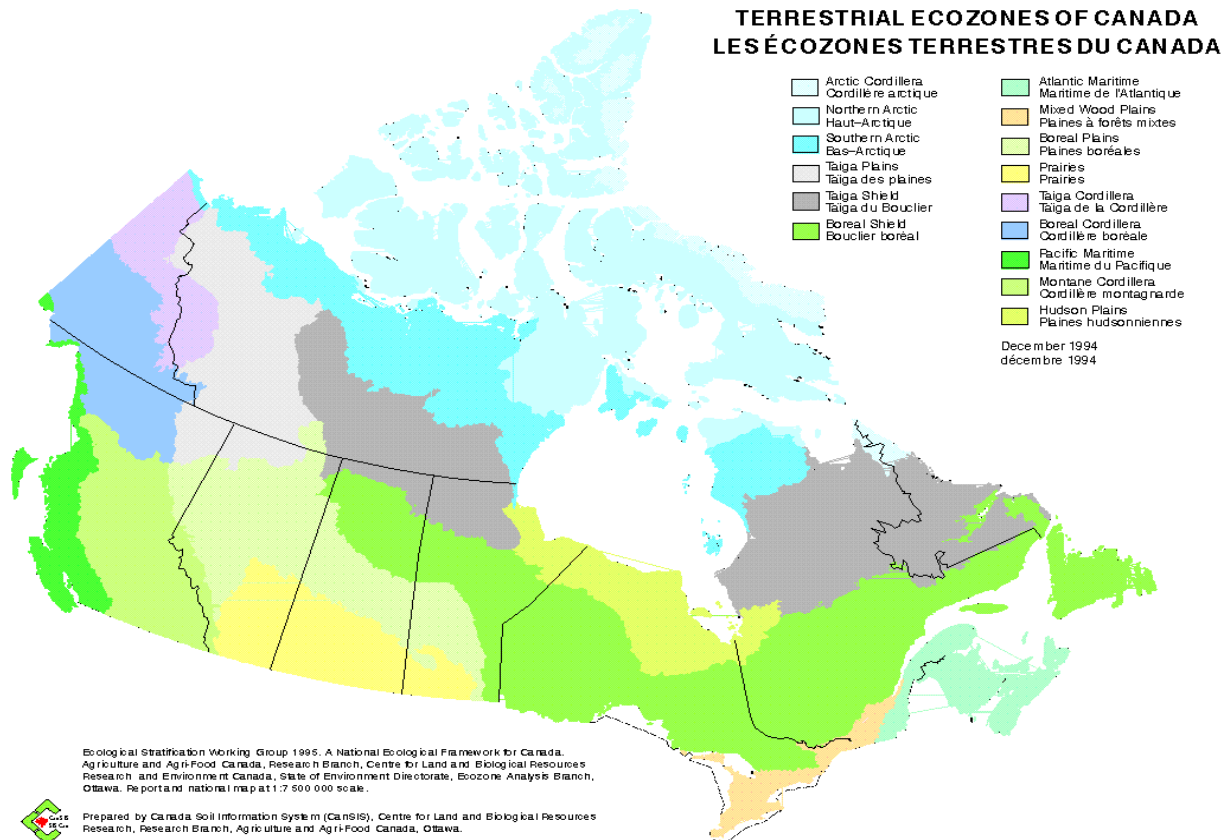 TERRESTRIAL ECOZONES OF CANADA
LES ÉCOZONES TERRESTRES DU CANADA
Arctic Cordillera
Cordillère arctique
Northern Arctic
Haut-Arctique
Southern Arctic
Bas-Arctique
Taiga Plains
Taïga des plaines
Taiga Shield
Taïga du Bouclier
Boreal Shield
Bouclier boréal
Atlantic Maritime
Maritime de l'Atlantique
Mixed Wood Plains
Plaines à forêts mixtes
Boreal Plains
Plaines boréales
Prairies
Prairies
Taiga Cordillera
Taïga de la Cordillère
Boreal Cordillera
Cordillère boréale
Pacific Maritime
Maritime du Pacifique
Montane Cordillera
Cordillère montagnarde
Hudson Plains
Plaines hudsonniennes
December 1994
décembre 1994
Ecological Stratification Working Group 1995. A National Ecological Framework for Canada.
Agriculture and Agri-Food Canada, Research Branch, Centre for Land and Biological Resources
Research and Environment Canada, State of Environment Directorate, Ecozone Analysis Branch,
Ottawa. Report and national map at 1:7 500 000 scale.
Prepared by Canada Soil Information System (CanSIS), Centre for Land and Biological Resources
Research, Research Branch, Agriculture and Agri-Food Canada, Ottawa.